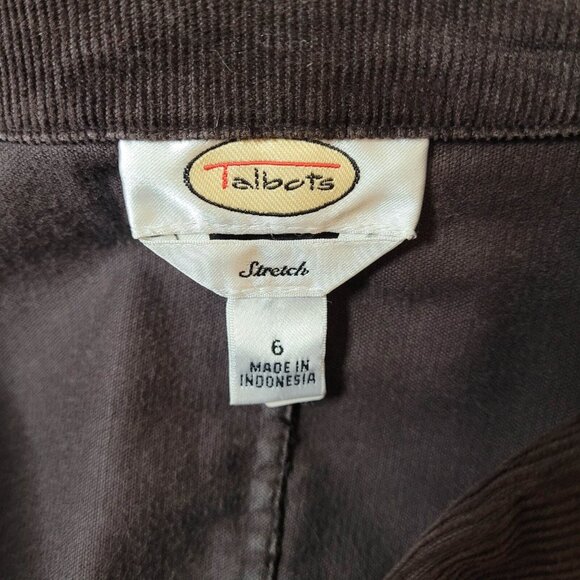 Talbots
Stretch
6
MADE IN
INDONESIA